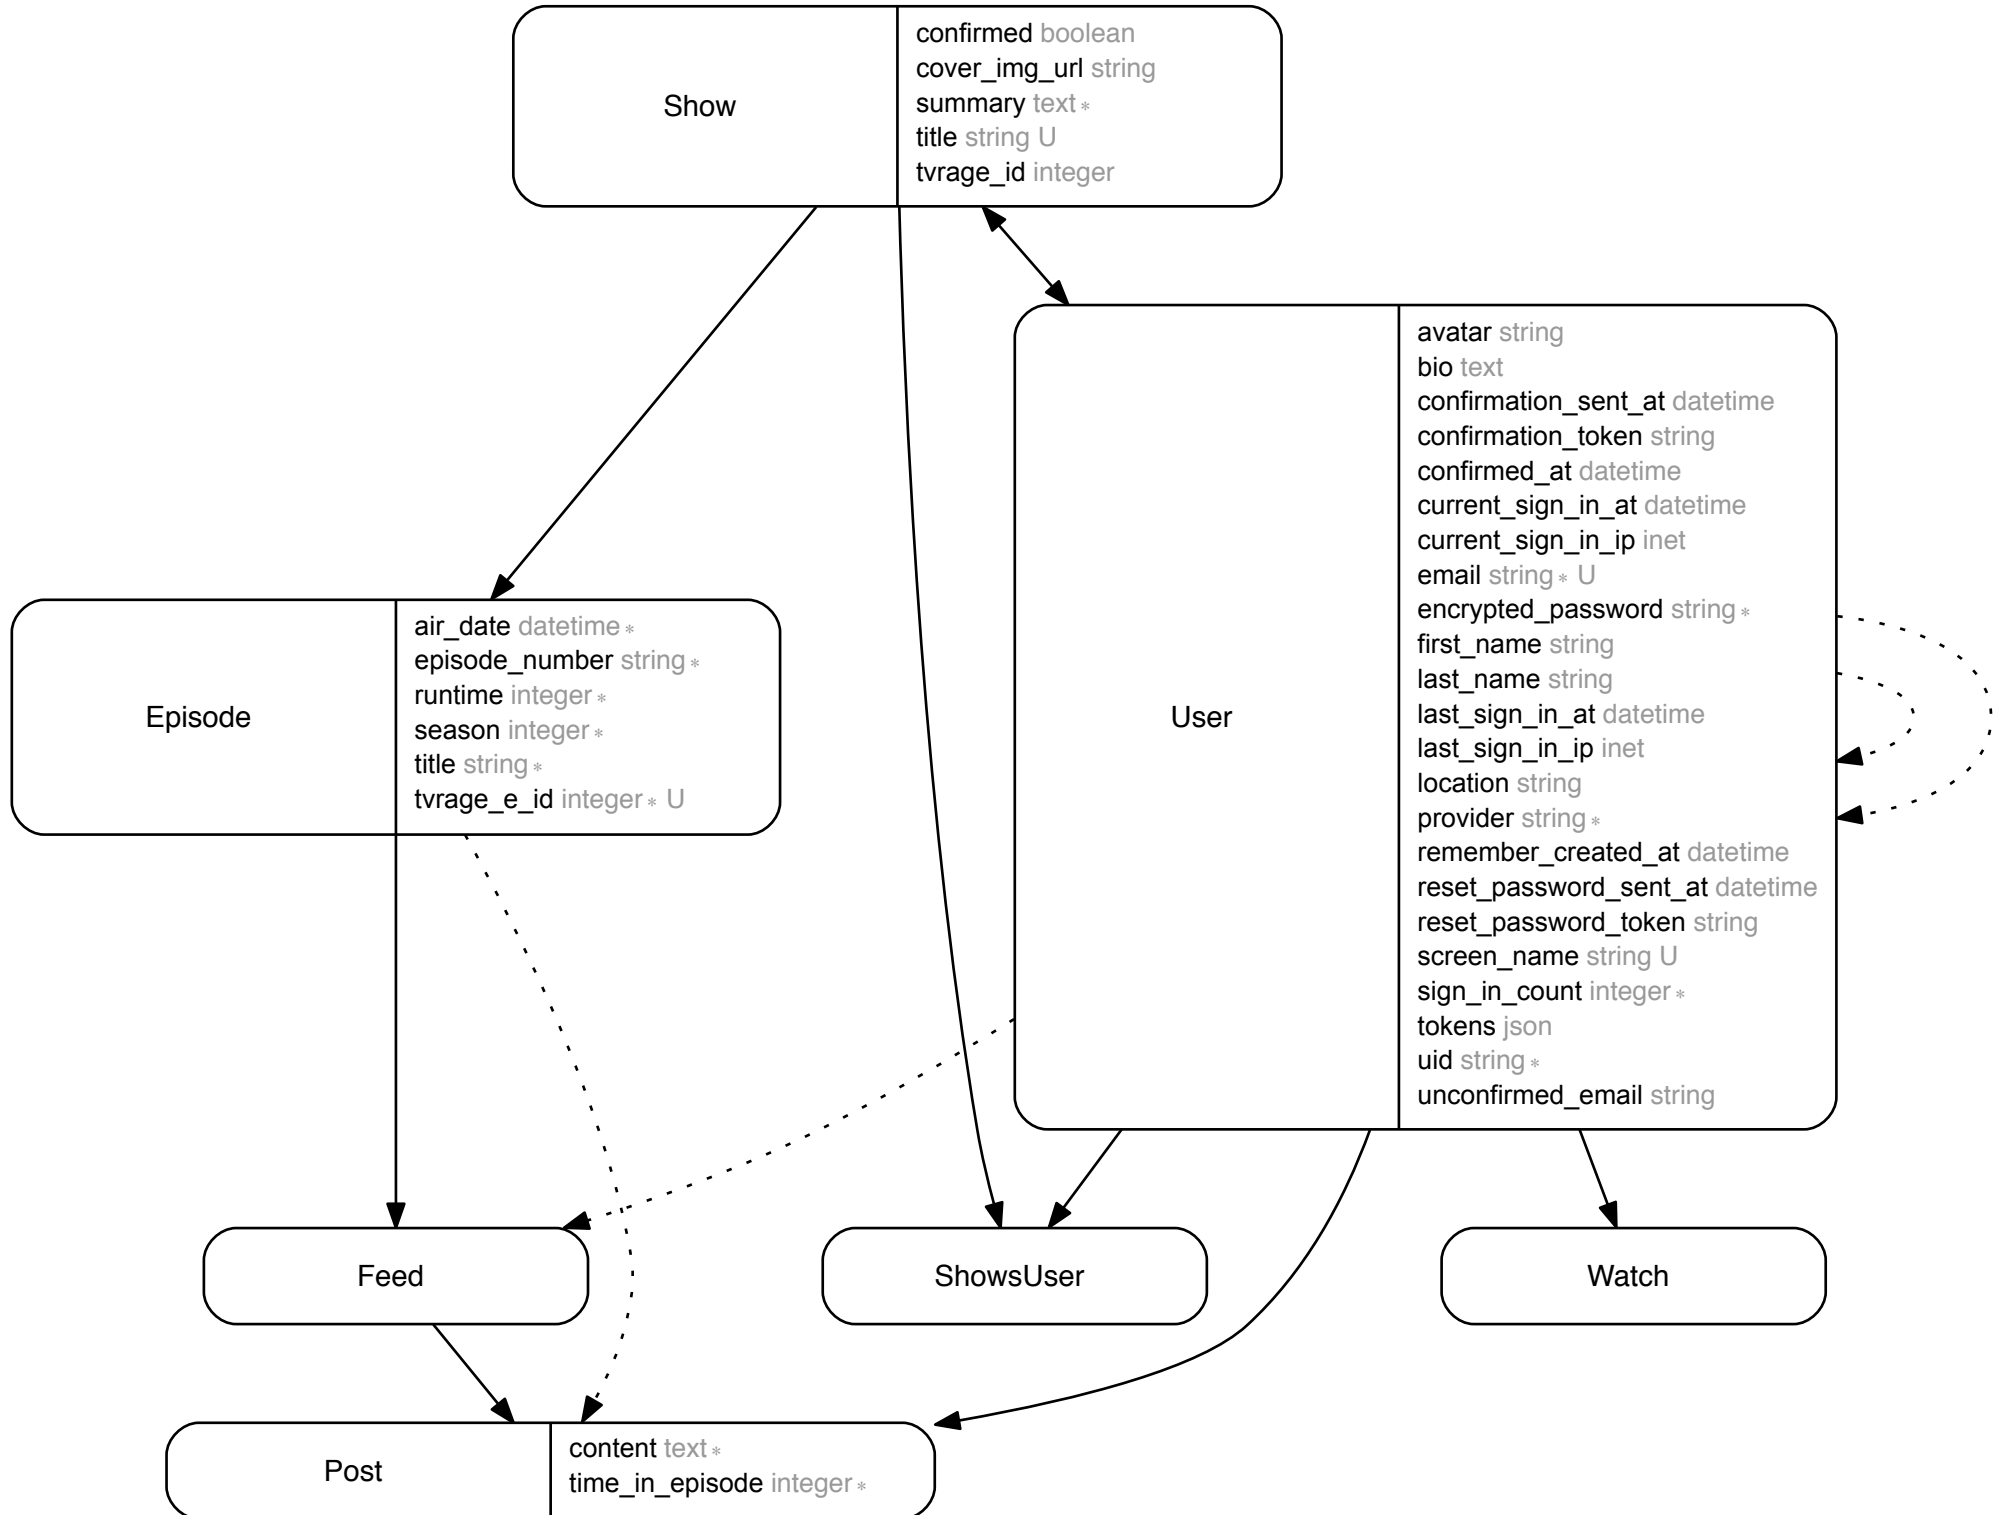 Show
confirmed boolean
cover_img_url string
summary text *
title string U
tvrage_id integer
User
avatar string
bio text
confirmation_sent_at datetime
confirmation_token string
confirmed_at datetime
current_sign_in_at datetime
current_sign_in_ip inet
email string * U
encrypted_password string *
first_name string
last_name string
last_sign_in_at datetime
last_sign_in_ip inet
location string
provider string *
remember_created_at datetime
reset_password_sent_at datetime
reset_password_token string
screen_name string U
sign_in_count integer *
tokens json
uid string *
unconfirmed_email string
Episode
air_date datetime *
episode_number string *
runtime integer *
season integer *
title string *
tvrage_e_id integer * U
Feed
ShowsUser
Watch
Post
content text *
time_in_episode integer *